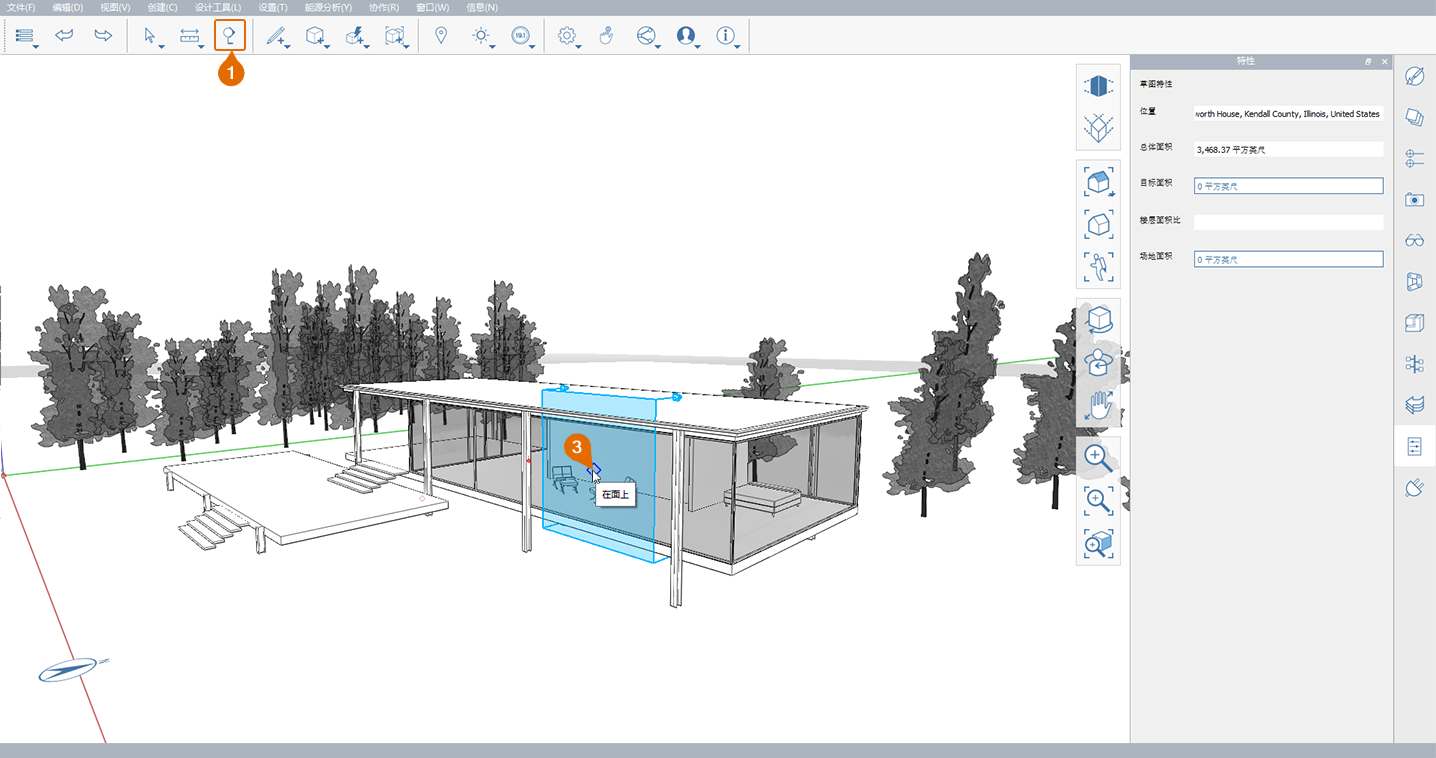 文件(F) 编辑(D) 视图(V) 创建(C) 设计工具(L) 设置(T) 能源分析(Y) 协作(R) 窗口(W) 信息(N)
19.1
1
特性
草图特性
位置 worth House, Kendall County, Illinois, United States
总体面积 3,468.37 平方英尺
目标面积 0 平方英尺
楼层面积比
场地面积 0 平方英尺
3
在面上